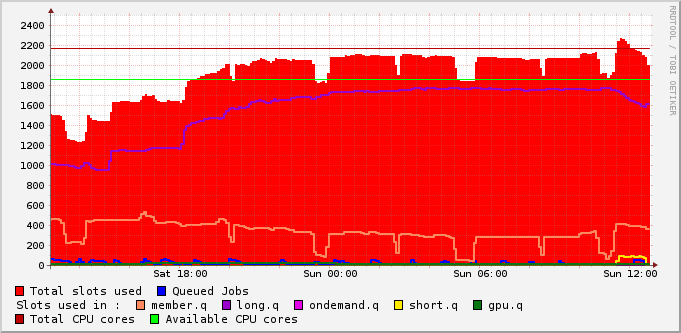 2400
2200
2000
1800
1600
1400
1200
1000
800
600
400
200
0
Sat 18:00 Sun 00:00 Sun 06:00 Sun 12:00
Total slots used Queued Jobs
Slots used in : member.q long.q ondemand.q short.q gpu.q
Total CPU cores Available CPU cores
RRDTOOL / TOBI OETIKER